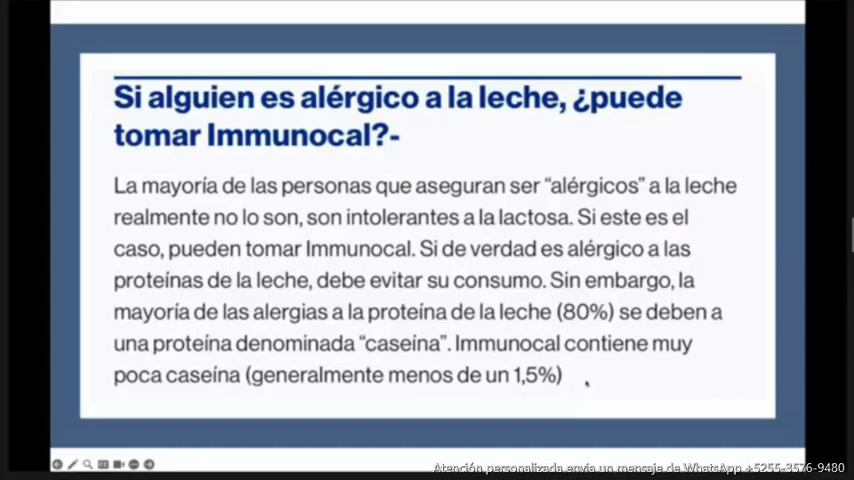 Si alguien es alérgico a la leche, ¿puede
tomar Immunocal?-
La mayoría de las personas que aseguran ser “alérgicos” a la leche
realmente no lo son, son intolerantes a la lactosa. Si este es el
caso, pueden tomar Immunocal. Si de verdad es alérgico a las
proteínas de la leche, debe evitar su consumo. Sin embargo, la
mayoría de las alergias a la proteína de la leche (80%) se deben a
una proteína denominada “caseína”. Immunocal contiene muy
poca caseína (generalmente menos de un 1,5%)
Atención personalizada envia un mensaje de WhatsApp +5255-3576-9480